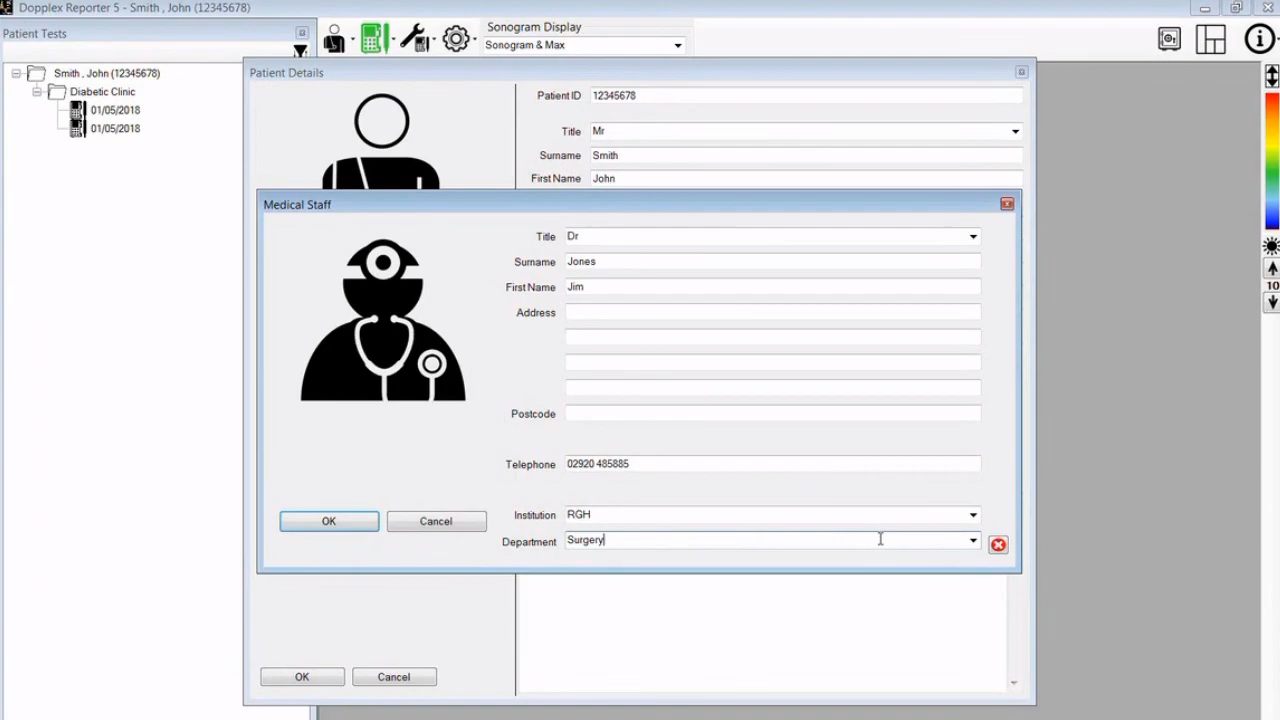 Dopplex Reporter 5 - Smith , John (12345678)
Patient Tests
Sonogram Display
Sonogram & Max
Smith , John (12345678)
Diabetic Clinic
01/05/2018
01/05/2018
Patient Details
Patient ID 12345678
Title Mr
Surname Smith
First Name John
Medical Staff
Title Dr
Surname Jones
First Name Jim
Address
Postcode
Telephone 02920 485885
OK Cancel
Institution RGH
Department Surgery
OK Cancel
10